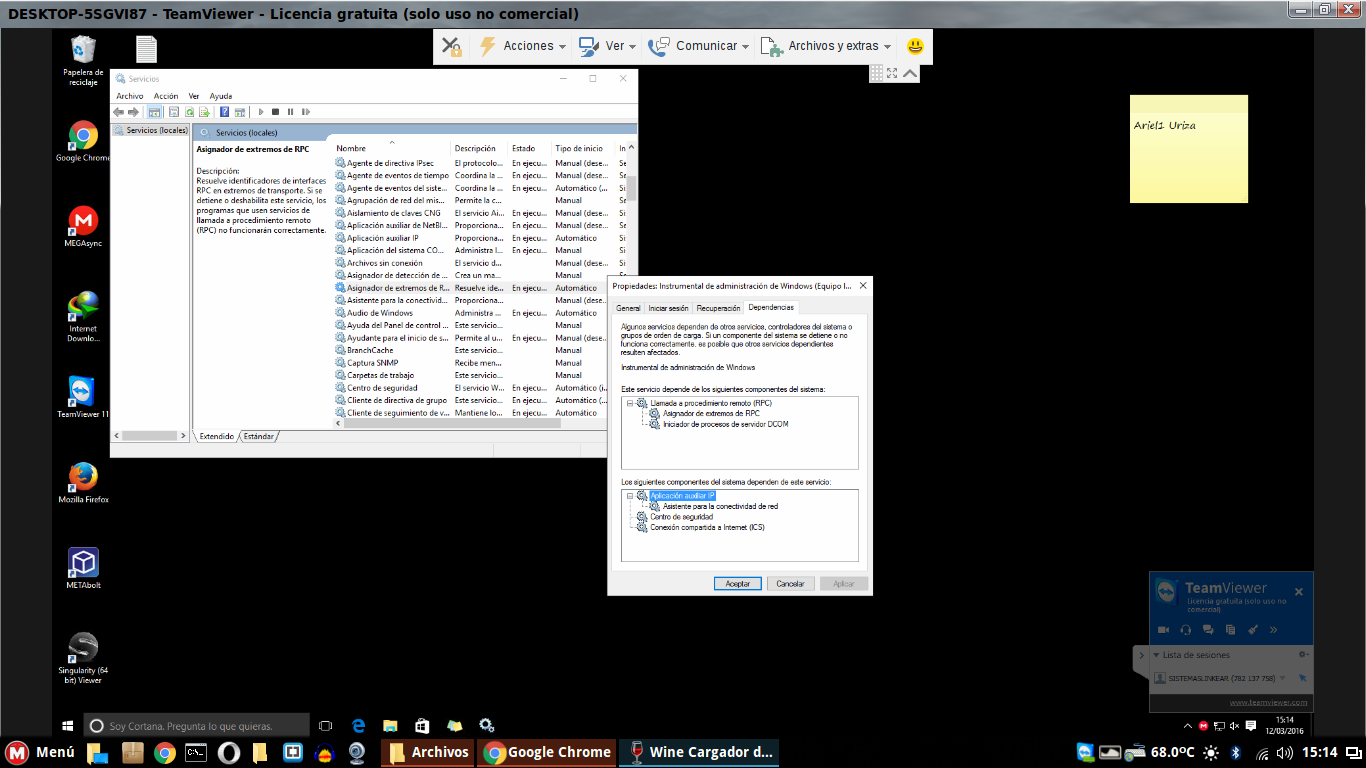 DESKTOP-5SGVI87 - TeamViewer - Licencia gratuita (solo uso no comercial)
Acciones
Ver
Comunicar
Archivos y extras
Papelera de
reciclaje
Google Chrome
MEGAsync
Internet
Downlo...
TeamViewer 11
Mozilla Firefox
METAbolt
Singularity (64
bit) Viewer
Servicios
Archivo Acción Ver Ayuda
Servicios (locales)
Servicios (locales)
Asignador de extremos de RPC
Descripción:
Resuelve identificadores de interfaces
RPC en extremos de transporte. Si se
detiene o deshabilita este servicio, los
programas que usen servicios de
llamada a procedimiento remoto
(RPC) no funcionarán correctamente.
Nombre Descripción Estado Tipo de inicio In
Agente de directiva IPsec El protocolo... En ejecu... Manual (dese... Se
Agente de eventos de tiempo Coordina la ... En ejecu... Manual (dese... Se
Agente de eventos del siste... Coordina la ... En ejecu... Automático (... Si
Agrupación de red del mis... Permite la c... Manual Se
Aislamiento de claves CNG El servicio Ai... En ejecu... Manual (dese... Si
Aplicación auxiliar de NetBI... Proporciona... En ejecu... Manual (dese... Si
Aplicación auxiliar IP Proporciona... En ejecu... Automático Si
Aplicación del sistema CO... Administra l... Manual Si
Archivos sin conexión El servicio d... Manual (dese... Si
Asignador de detección de ... Crea un ma... Manual Se
Asignador de extremos de R... Resuelve ide... En ejecu... Automático
Asistente para la conectivid... Proporciona... Manual (dese...
Audio de Windows Administra ... En ejecu... Automático
Ayuda del Panel de control ... Este servicio... Manual
Ayudante para el inicio de s... Permite al u... En ejecu... Manual (dese...
BranchCache Este servicio... Manual
Captura SNMP Recibe men... Manual
Carpetas de trabajo Este servicio... Manual
Centro de seguridad El servicio W... En ejecu... Automático (i...
Cliente de directiva de grupo Este servicio... En ejecu... Automático (...
Cliente de seguimiento de v... Mantiene lo... En ejecu... Automático
Extendido Estándar
Propiedades: Instrumental de administración de Windows (Equipo l...
General Iniciar sesión Recuperación Dependencias
Algunos servicios dependen de otros servicios, controladores del sistema o
grupos de orden de carga. Si un componente del sistema se detiene o no
funciona correctamente, es posible que otros servicios dependientes
resulten afectados.
Instrumental de administración de Windows
Este servicio depende de los siguientes componentes del sistema:
Llamada a procedimiento remoto (RPC)
Asignador de extremos de RPC
Iniciador de procesos de servidor DCOM
Los siguientes componentes del sistema dependen de este servicio:
Aplicación auxiliar IP
Asistente para la conectividad de red
Centro de seguridad
Conexión compartida a Internet (ICS)
Aceptar Cancelar Aplicar
Ariel1 Uriza
TeamViewer
Licencia gratuita (solo uso no
comercial)
Lista de sesiones
SISTEMASLINKEAR (782 137 758)
www.teamviewer.com
Soy Cortana. Pregunta lo que quieras.
15:14
12/03/2016
Menú
Archivos
Google Chrome
Wine Cargador d...
68.0°C
15:14